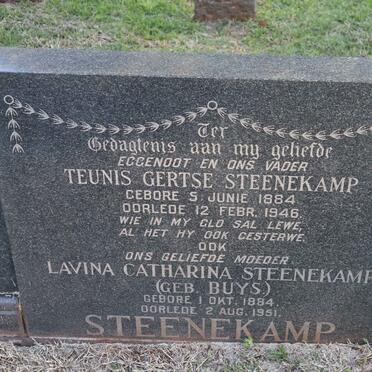 Ter
Gedagtenis aan my geliefde
EGGENOOT EN ONS VADER
TEUNIS GERTSE STEENEKAMP
GEBORE 5 JUNIE 1884
OORLEDE 12 FEBR. 1946.
WIE IN MY GLO SAL LEWE,
AL HET HY OOK GESTERWE.
OOK
ONS GELIEFDE MOEDER
LAVINA CATHARINA STEENEKAMP
(GEB. BUYS)
GEBORE 1 OKT. 1884.
OORLEDE 2 AUG. 1951.
STEENEKAMP